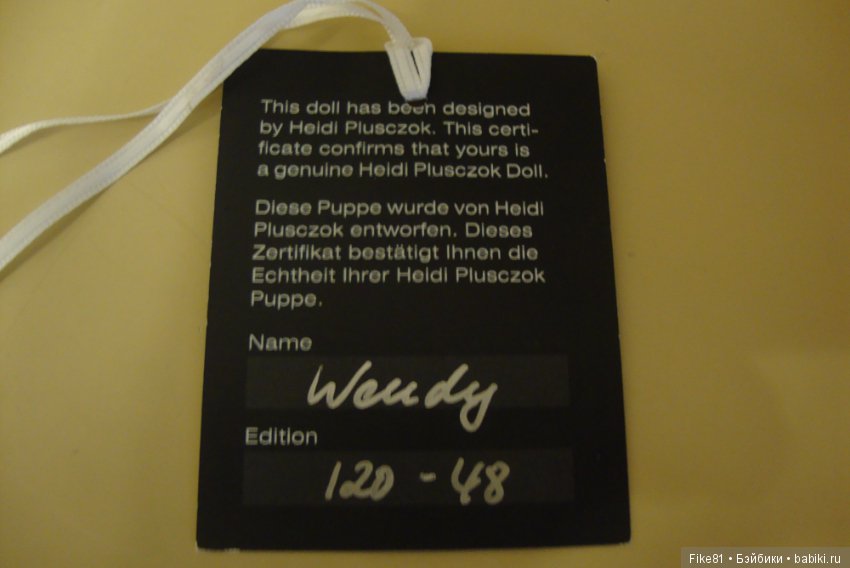 This doll has been designed
by Heidi Plusczok. This certi-
ficate confirms that yours is
a genuine Heidi Plusczok Doll.
Diese Puppe wurde von Heidi
Plusczok entworfen. Dieses
Zertifikat bestätigt Ihnen die
Echtheit Ihrer Heidi Plusczok
Puppe.
Name
Wendy
Edition
120 - 48
Fike81 • Бэйбики • babiki.ru